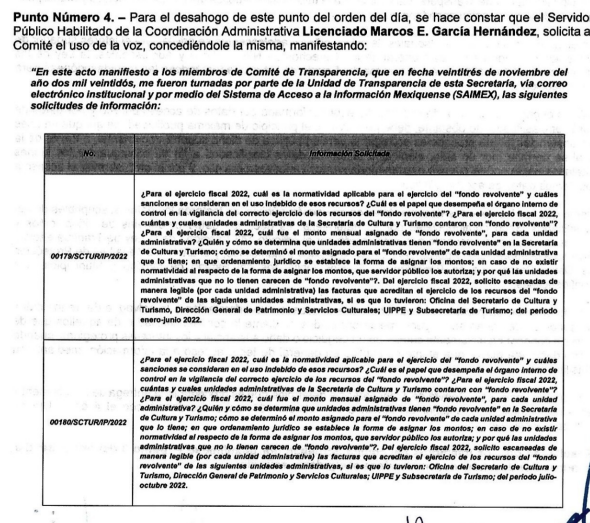 Punto Número 4. – Para el desahogo de este punto del orden del día, se hace constar que el Servido
Público Habilitado de la Coordinación Administrativa Licenciado Marcos E. García Hernández, solicita a
Comité el uso de la voz, concediéndole la misma, manifestando:
"En este acto manifiesto a los miembros de Comité de Transparencia, que en fecha veintitrés de noviembre del
año dos mil veintidós, me fueron turnadas por parte de la Unidad de Transparencia de esta Secretaría, vía correo
electrónico institucional y por medio del Sistema de Acceso a la Información Mexiquense (SAIMEX), las siguientes
solicitudes de información:
No. Información Solicitada
¿Para el ejercicio fiscal 2022, cuál es la normatividad aplicable para el ejercicio del "fondo revolvente" y cuáles
sanciones se consideran en el uso indebido de esos recursos? ¿Cuál es el papel que desempeña el órgano interno de
control en la vigilancia del correcto ejercicio de los recursos del "fondo revolvente"? ¿Para el ejercicio fiscal 2022,
cuántas y cuales unidades administrativas de la Secretaría de Cultura y Turismo contaron con "fondo revolvente"?
¿Para el ejercicio fiscal 2022, cuál fue el monto mensual asignado de "fondo revolvente", para cada unidad
administrativa? ¿Quién y cómo se determina que unidades administrativas tienen "fondo revolvente" en la Secretaría
de Cultura y Turismo; cómo se determinó el monto asignado para el "fondo revolvente" de cada unidad administrativa
que lo tiene; en que ordenamiento jurídico se establece la forma de asignar los montos; en caso de no existir
normatividad al respecto de la forma de asignar los montos, que servidor público los autoriza; y por qué las unidades
administrativas que no lo tienen carecen de "fondo revolvente"?. Del ejercicio fiscal 2022, solicito escaneadas de
manera legible (por cada unidad administrativa) las facturas que acreditan el ejercicio de los recursos del "fondo
revolvente" de las siguientes unidades administrativas, si es que lo tuvieron: Oficina del Secretario de Cultura y
Turismo, Dirección General de Patrimonio y Servicios Culturales; UIPPE y Subsecretaría de Turismo; del periodo
enero-junio 2022.
00179/SCTUR/IP/2022
¿Para el ejercicio fiscal 2022, cuál es la normatividad aplicable para el ejercicio del "fondo revolvente" y cuáles
sanciones se consideran en el uso indebido de esos recursos? ¿Cuál es el papel que desempeña el órgano interno de
control en la vigilancia del correcto ejercicio de los recursos del "fondo revolvente"? ¿Para el ejercicio fiscal 2022,
cuántas y cuales unidades administrativas de la Secretaría de Cultura y Turismo contaron con "fondo revolvente"?
¿Para el ejercicio fiscal 2022, cuál fue el monto mensual asignado de "fondo revolvente", para cada unidad
administrativa? ¿Quién y cómo se determina que unidades administrativas tienen "fondo revolvente" en la Secretaría
de Cultura y Turismo; cómo se determinó el monto asignado para el "fondo revolvente" de cada unidad administrativa
que lo tiene; en que ordenamiento jurídico se establece la forma de asignar los montos; en caso de no existir
normatividad al respecto de la forma de asignar los montos, que servidor público los autoriza; y por qué las unidades
administrativas que no lo tienen carecen de "fondo revolvente"?. Del ejercicio fiscal 2022, solicito escaneadas de
manera legible (por cada unidad administrativa) las facturas que acreditan el ejercicio de los recursos del "fondo
revolvente" de las siguientes unidades administrativas, si es que lo tuvieron: Oficina del Secretario de Cultura y
Turismo, Dirección General de Patrimonio y Servicios Culturales; UIPPE y Subsecretaría de Turismo; del periodo julio-
octubre 2022.
00180/SCTUR/IP/2022